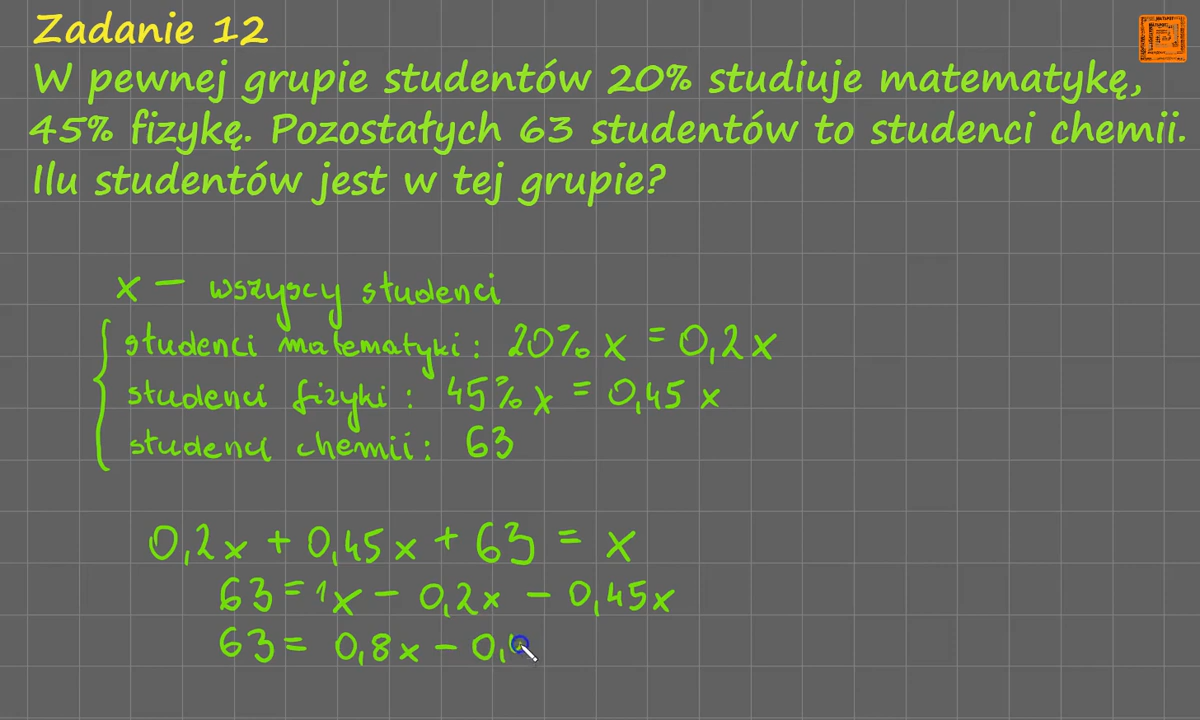 Zadanie 12
W pewnej grupie studentów 20% studiuje matematykę,
45% fizykę. Pozostałych 63 studentów to studenci chemii.
Ilu studentów jest w tej grupie?
x – wszyscy studenci
studenci matematyki: 20% x = 0,2x
studenci fizyki: 45% x = 0,45 x
studenci chemii: 63
0,2x + 0,45x + 63 = x
63 = 1x – 0,2x – 0,45x
63 = 0,8x – 0,